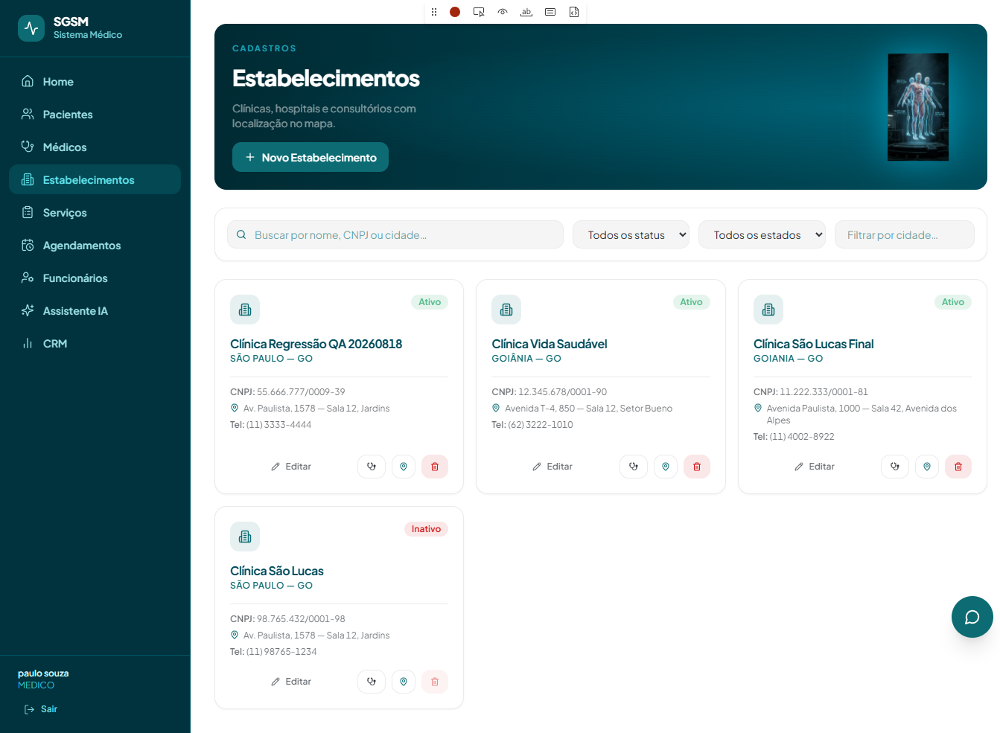 SGSM
Sistema Médico
Home
Pacientes
Médicos
Estabelecimentos
Serviços
Agendamentos
Funcionários
Assistente IA
CRM
paulo souza
MEDICO
Sair
ab
CADASTROS
Estabelecimentos
Clínicas, hospitais e consultórios com
localização no mapa.
Novo Estabelecimento
Buscar por nome, CNPJ ou cidade...
Todos os status
Todos os estados
Filtrar por cidade...
Ativo
Clínica Regressão QA 20260818
SÃO PAULO — GO
CNPJ: 55.666.777/0009-39
Av. Paulista, 1578 — Sala 12, Jardins
Tel: (11) 3333-4444
Editar
Ativo
Clínica Vida Saudável
GOIÂNIA — GO
CNPJ: 12.345.678/0001-90
Avenida T-4, 850 — Sala 12, Setor Bueno
Tel: (62) 3222-1010
Editar
Ativo
Clínica São Lucas Final
GOIANIA — GO
CNPJ: 11.222.333/0001-81
Avenida Paulista, 1000 — Sala 42, Avenida dos
Alpes
Tel: (11) 4002-8922
Editar
Inativo
Clínica São Lucas
SÃO PAULO — GO
CNPJ: 98.765.432/0001-98
Av. Paulista, 1578 — Sala 12, Jardins
Tel: (11) 98765-1234
Editar